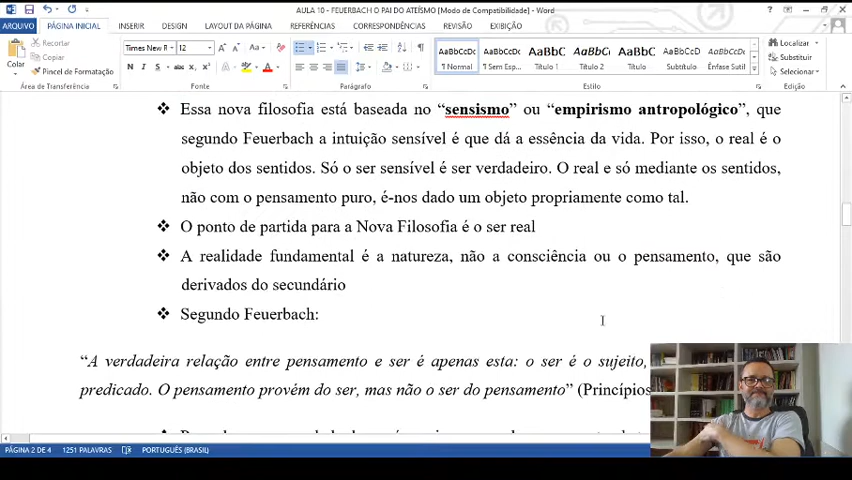 AULA 10 - FEUERBACH O PAI DO ATEÍSMO [Modo de Compatibilidade] - Word
ARQUIVO PÁGINA INICIAL INSERIR DESIGN LAYOUT DA PÁGINA REFERÊNCIAS CORRESPONDÊNCIAS REVISÃO EXIBIÇÃO
Recortar
Copiar
Pincel de Formatação
Colar
Times New R 12
AaBbCcDc AaBbCcDc AaBbC AaBbCc AaBbC AaBbCcD AaBbCcDc
¶ Normal ¶ Sem Esp... Título 1 Título 2 Título Subtítulo Ênfase Sutil
Localizar
Substituir
Selecionar
Área de Transferência Fonte Parágrafo Estilo Edição
❖ Essa nova filosofia está baseada no “sensismo” ou “empirismo antropológico”, que
segundo Feuerbach a intuição sensível é que dá a essência da vida. Por isso, o real é o
objeto dos sentidos. Só o ser sensível é ser verdadeiro. O real e só mediante os sentidos,
não com o pensamento puro, é-nos dado um objeto propriamente como tal.
❖ O ponto de partida para a Nova Filosofia é o ser real
❖ A realidade fundamental é a natureza, não a consciência ou o pensamento, que são
derivados do secundário
❖ Segundo Feuerbach:
“A verdadeira relação entre pensamento e ser é apenas esta: o ser é o sujeito,
predicado. O pensamento provém do ser, mas não o ser do pensamento” (Princípios
PÁGINA 2 DE 4 1251 PALAVRAS PORTUGUÊS (BRASIL)